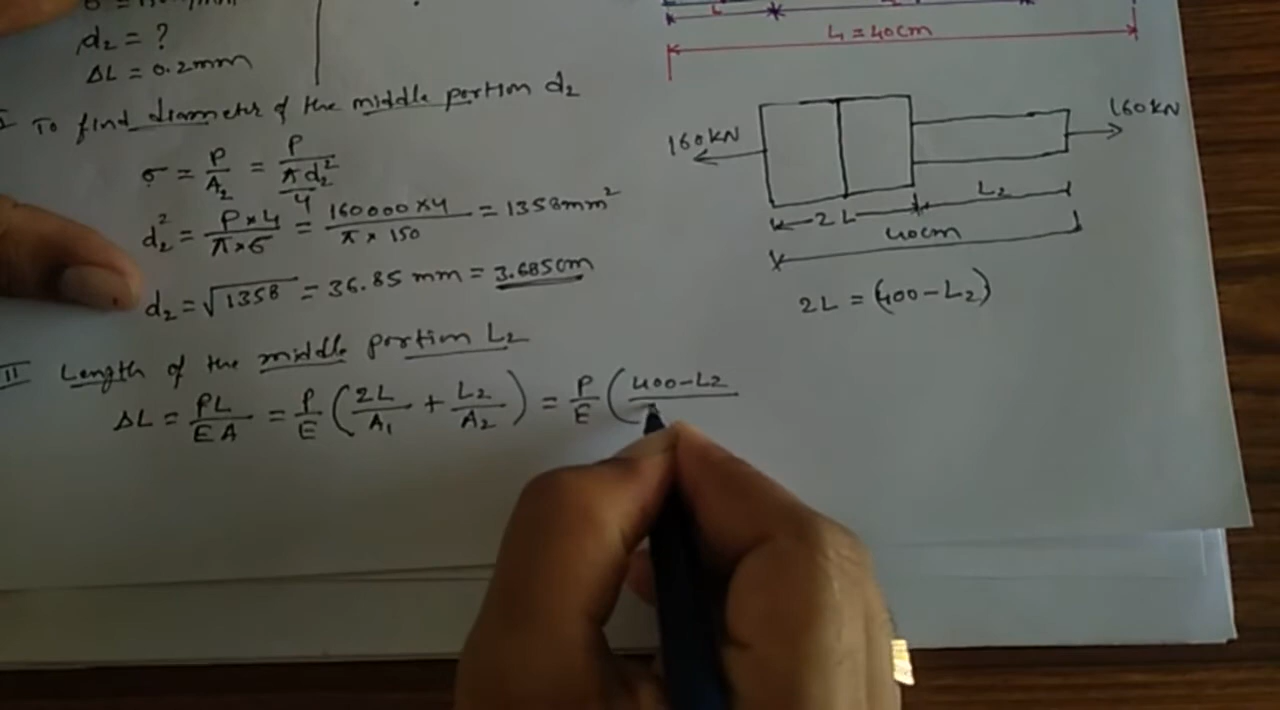 d₂ = ?
ΔL = 0.2mm
I To find diameter of the middle portion d₂
σ = P/A₂ = P/(πd₂²/4)
d₂² = P×4/π×σ = 160000×4/π×150 = 1358mm²
d₂ = √1358 = 36.85 mm = 3.685cm
II Length of the middle portion L₂
ΔL = PL/EA = P/E (2L/A₁ + L₂/A₂) = P/E (400-L₂
L = 40cm
160KN
160KN
2L
L₂
40cm
2L = (400-L₂)